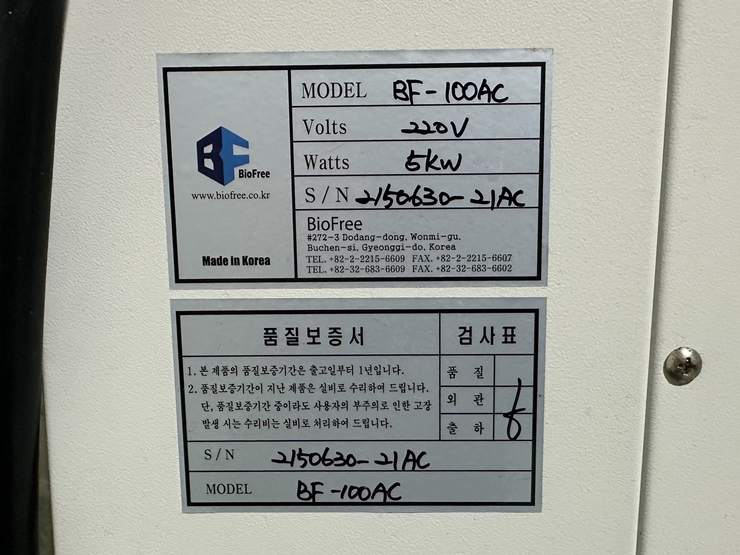 BF
BioFree
www.biofree.co.kr
Made in Korea
MODEL BF-100AC
Volts 220V
Watts 5kW
S/N 2150630-21AC
BioFree
#272-3 Dodang-dong, Wonmi-gu,
Buchen-si, Gyeonggi-do, Korea
TEL. +82-2-2215-6609 FAX. +82-2-2215-6607
TEL. +82-32-683-6609 FAX. +82-32-683-6602
품질보증서
1. 본 제품의 품질보증기간은 출고일부터 1년입니다.
2. 품질보증기간이 지난 제품은 실비로 수리하여 드립니다.
단, 품질보증기간 중이라도 사용자의 부주의로 인한 고장
발생 시는 수리비는 실비로 처리하여 드립니다.
검사표
품 질
외 관
출 하
S/N 2150630-21AC
MODEL BF-100AC